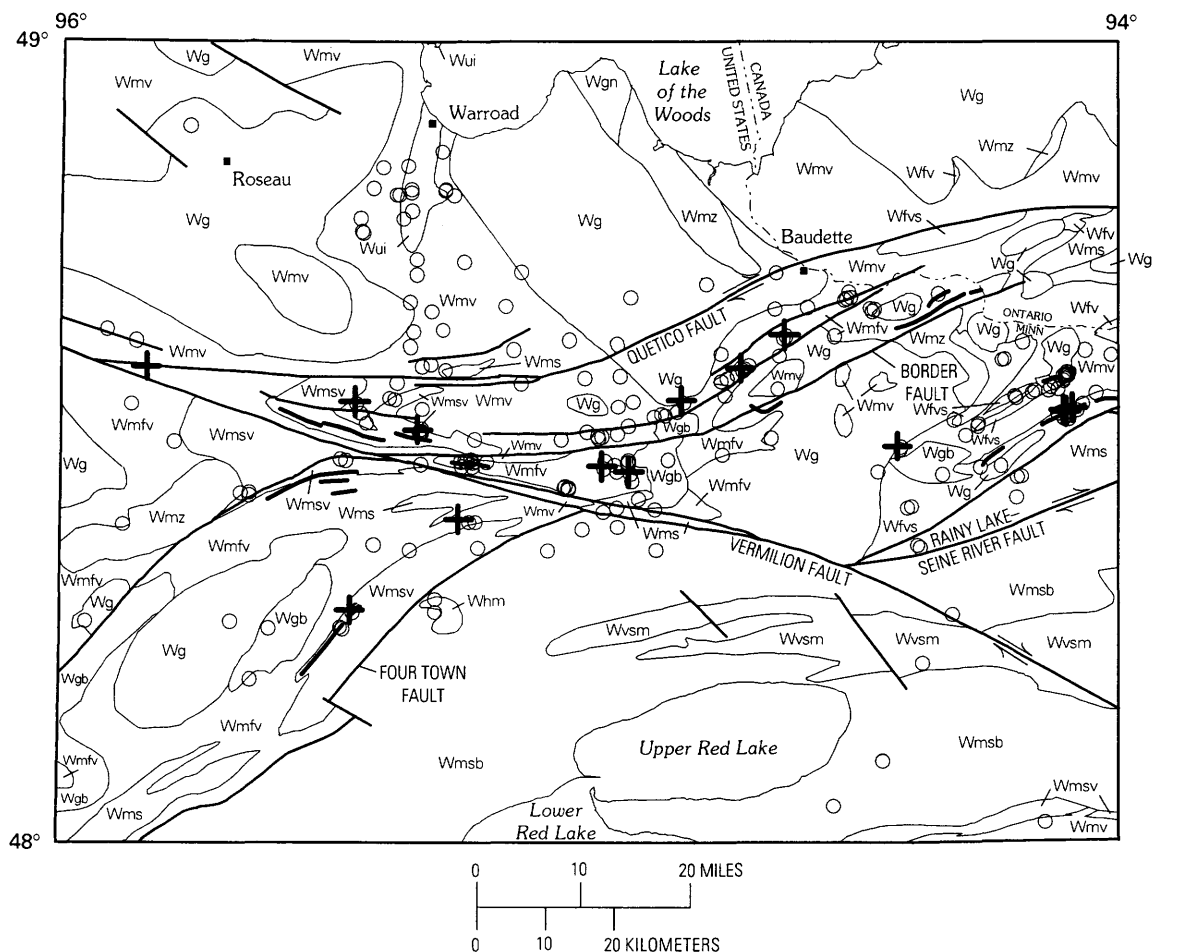 96°
94°
49°
Wg
Wmv
Wui
Wmv
Wgn
Lake
of the
Woods
CANADA
UNITED STATES
Wg
Warroad
Wmz
Roseau
Wmv
Wfv
Wmv
Wg
Wg
Wmz
Wfvs
Wfv
Wui
Baudette
Wms
Wg
Wmv
Wmv
Wg
Wmv
Wg
Wfv
ONTARIO
MINN
QUETICO FAULT
Wmfv
Wmz
Wg
Wg
Wmv
Wms
Wg
BORDER
FAULT
Wmv
Wmsv
Wmsv
Wmv
Wg
Wg
Wmv
Wmv
Wfvs
Wmfv
Wmsv
Wgb
Wmv
Wmfv
Wfvs
Wg
Wmfv
Wgb
Wg
Wgb
Wms
Wmsv
Wmfv
Wg
Wmz
Wms
Wmv
Wms
Wfvs
RAINY LAKE–
SEINE RIVER FAULT
Wmfv
VERMILION FAULT
Wmfv
Wg
Wmsv
Whm
Wmsb
Wgb
Wvsm
Wvsm
Wvsm
Wvsm
Wg
FOUR TOWN
FAULT
Wgb
Wmfv
Upper Red Lake
Wmsb
Wmsb
Wmfv
Wgb
Wms
Lower
Red Lake
Wmsv
Wmv
48°
0 10 20 MILES
0 10 20 KILOMETERS